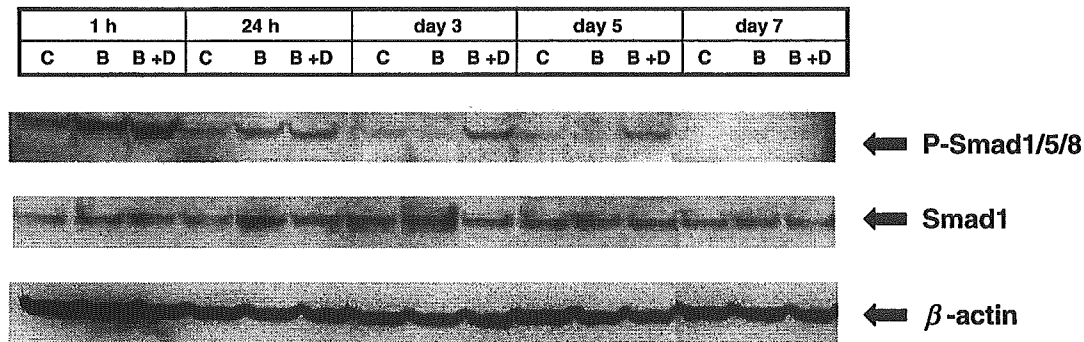 1 h 24 h day 3 day 5 day 7
C B B +D C B B +D C B B +D C B B +D C B B +D
P-Smad1/5/8
Smad1
β-actin